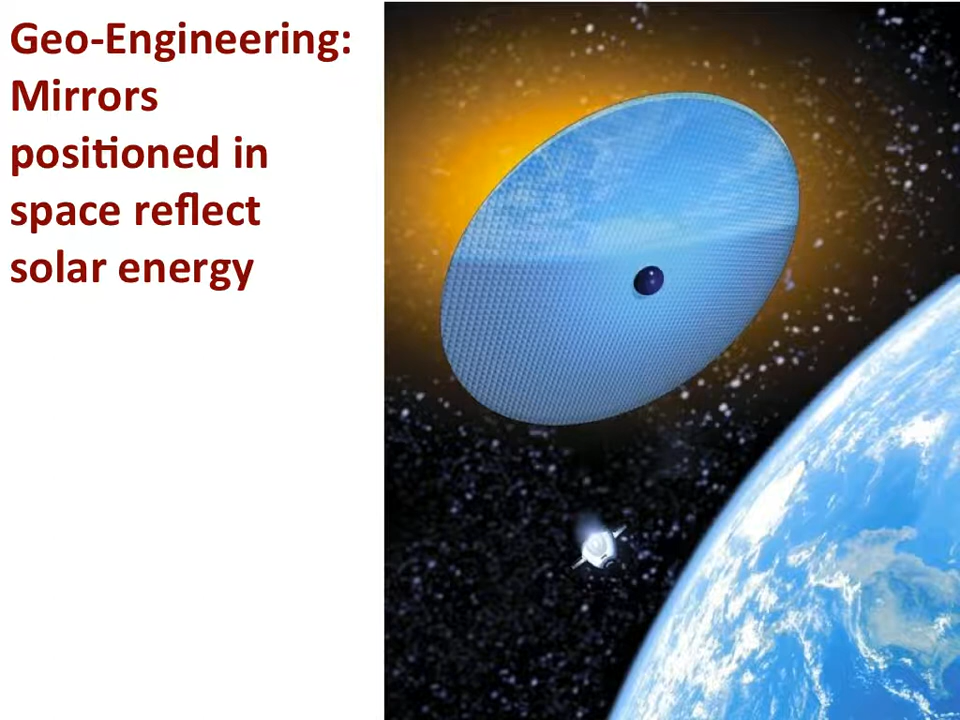 Geo-Engineering:
Mirrors
positioned in
space reflect
solar energy